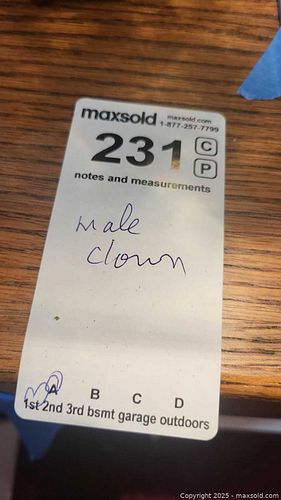 maxsold maxsold.com
1-877-257-7799
231 C
P
notes and measurements
male
clown
A B C D
1st 2nd 3rd bsmt garage outdoors
Copyright © 2025 - maxsold.com